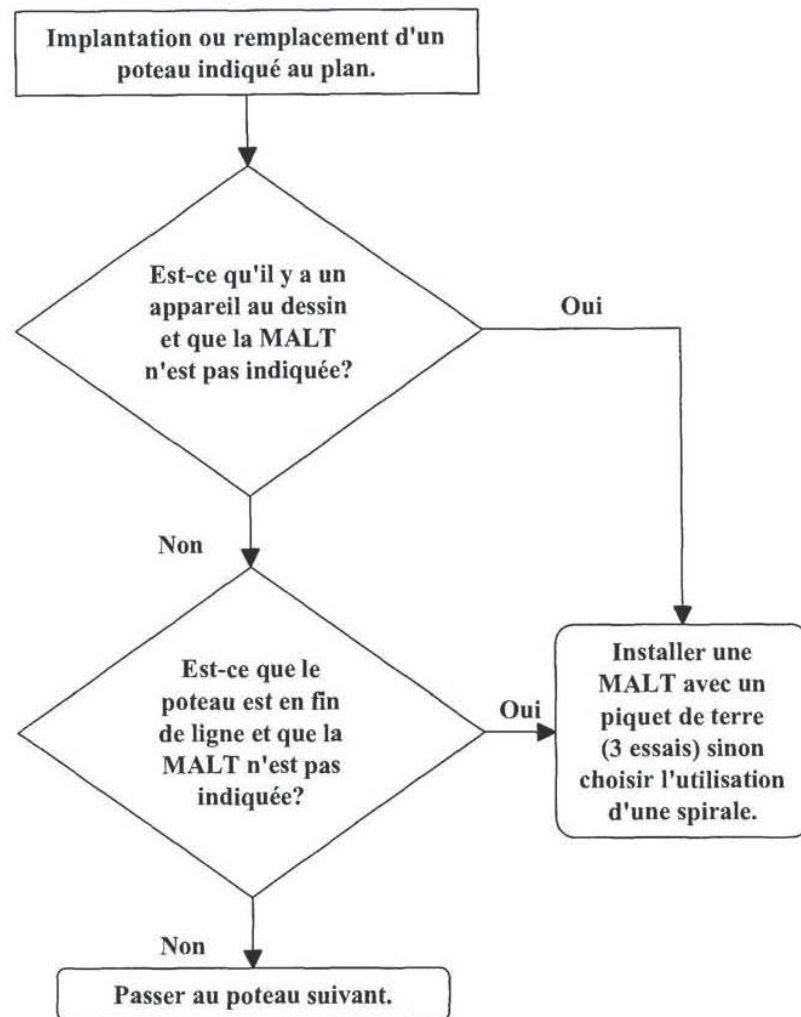 Implantation ou remplacement d'un
poteau indiqué au plan.
Est-ce qu'il y a un
appareil au dessin
et que la MALT
n'est pas indiquée?
Oui
Non
Est-ce que le
poteau est en fin
de ligne et que la
MALT n'est pas
indiquée?
Oui
Installer une
MALT avec un
piquet de terre
(3 essais) sinon
choisir l'utilisation
d'une spirale.
Non
Passer au poteau suivant.